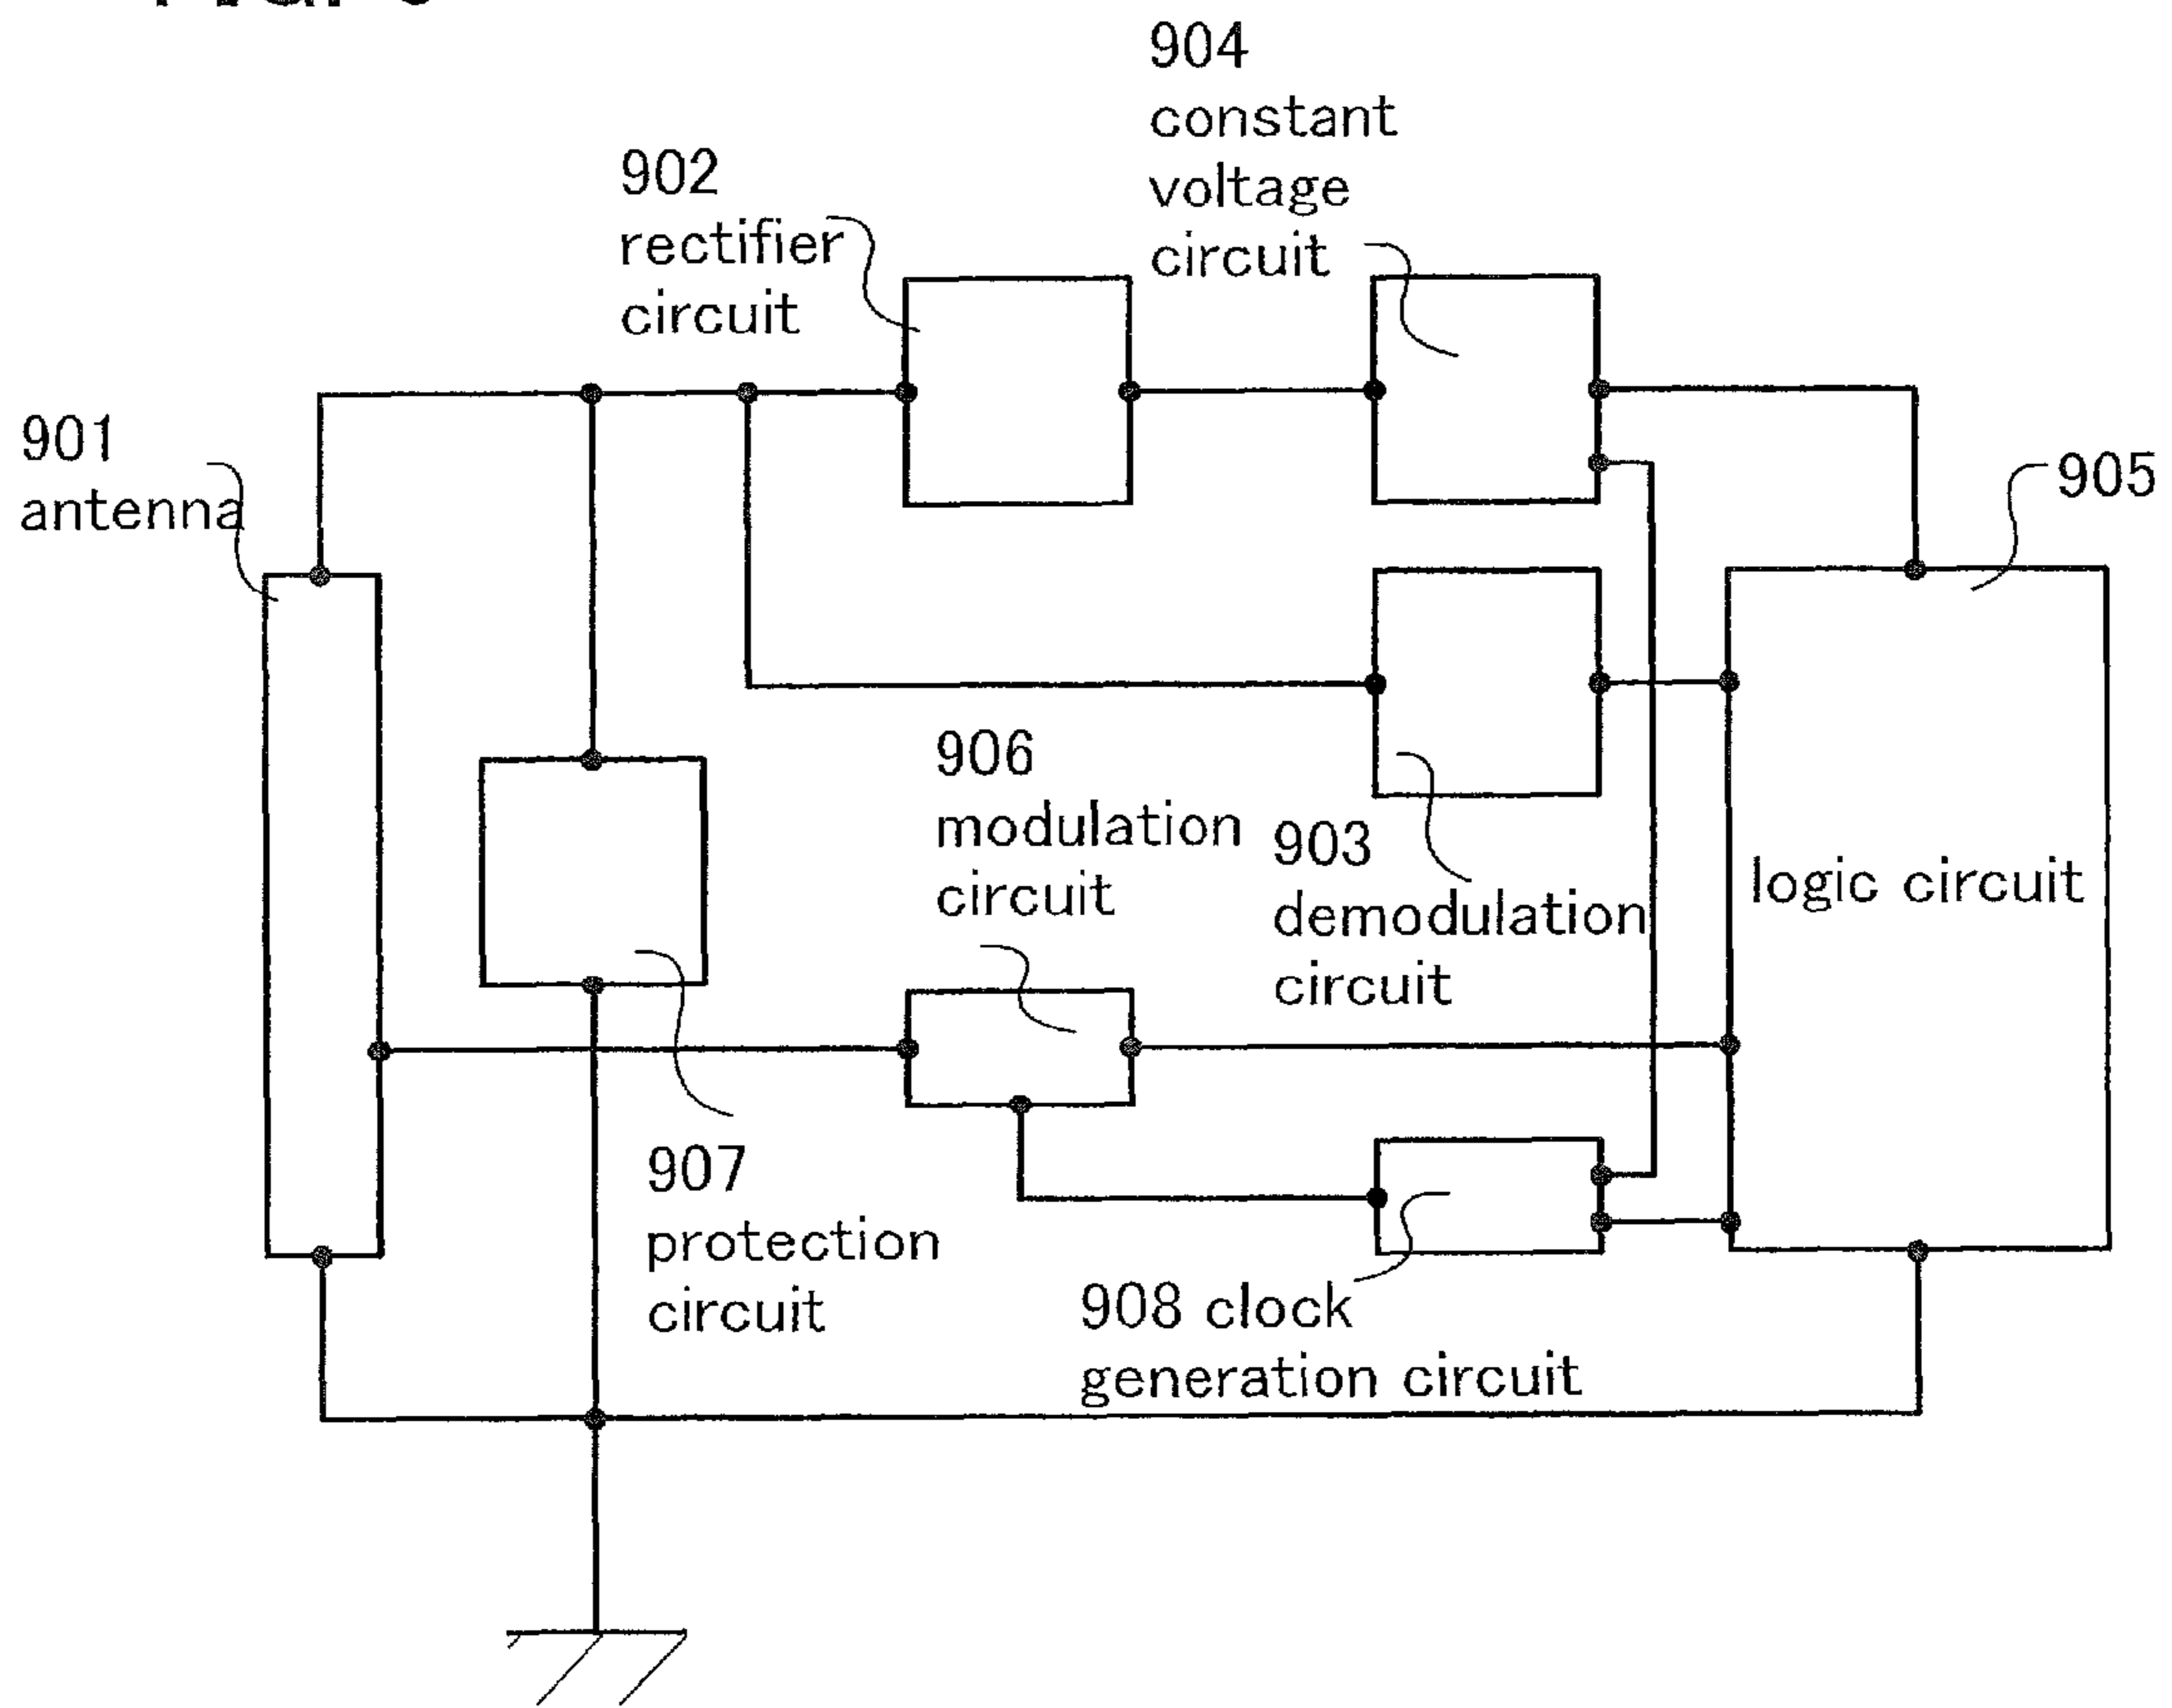 904
constant
voltage
circuit
902
rectifier
circuit
901
antenna
905
906
modulation
circuit
903
demodulation
circuit
logic circuit
907
protection
circuit
908 clock
generation circuit